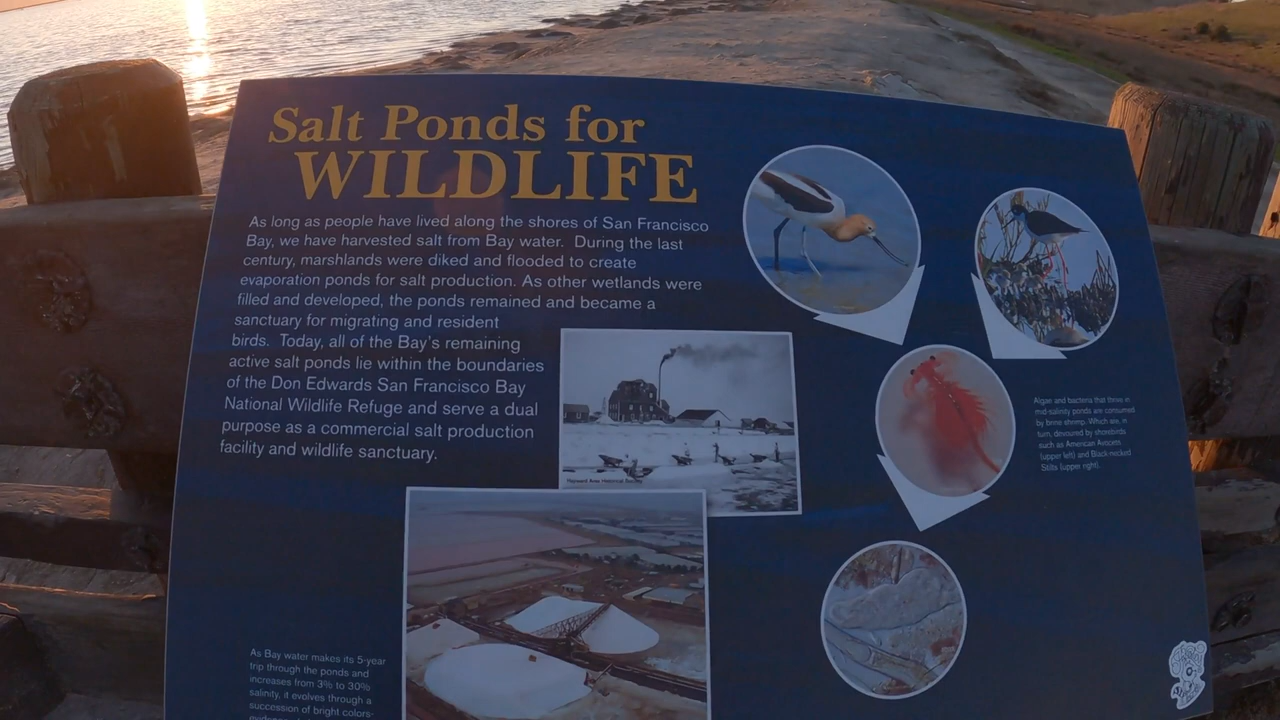 Salt Ponds for
WILDLIFE
As long as people have lived along the shores of San Francisco
Bay, we have harvested salt from Bay water. During the last
century, marshlands were diked and flooded to create
evaporation ponds for salt production. As other wetlands were
filled and developed, the ponds remained and became a
sanctuary for migrating and resident
birds. Today, all of the Bay's remaining
active salt ponds lie within the boundaries
of the Don Edwards San Francisco Bay
National Wildlife Refuge and serve a dual
purpose as a commercial salt production
facility and wildlife sanctuary.
Hayward Area Historical Society
Algae and bacteria that thrive in
mid-salinity ponds are consumed
by brine shrimp. Which are, in
turn, devoured by shorebirds
such as American Avocets
(upper left) and Black-necked
Stilts (upper right).
As Bay water makes its 5-year
trip through the ponds and
increases from 3% to 30%
salinity, it evolves through a
succession of bright colors-